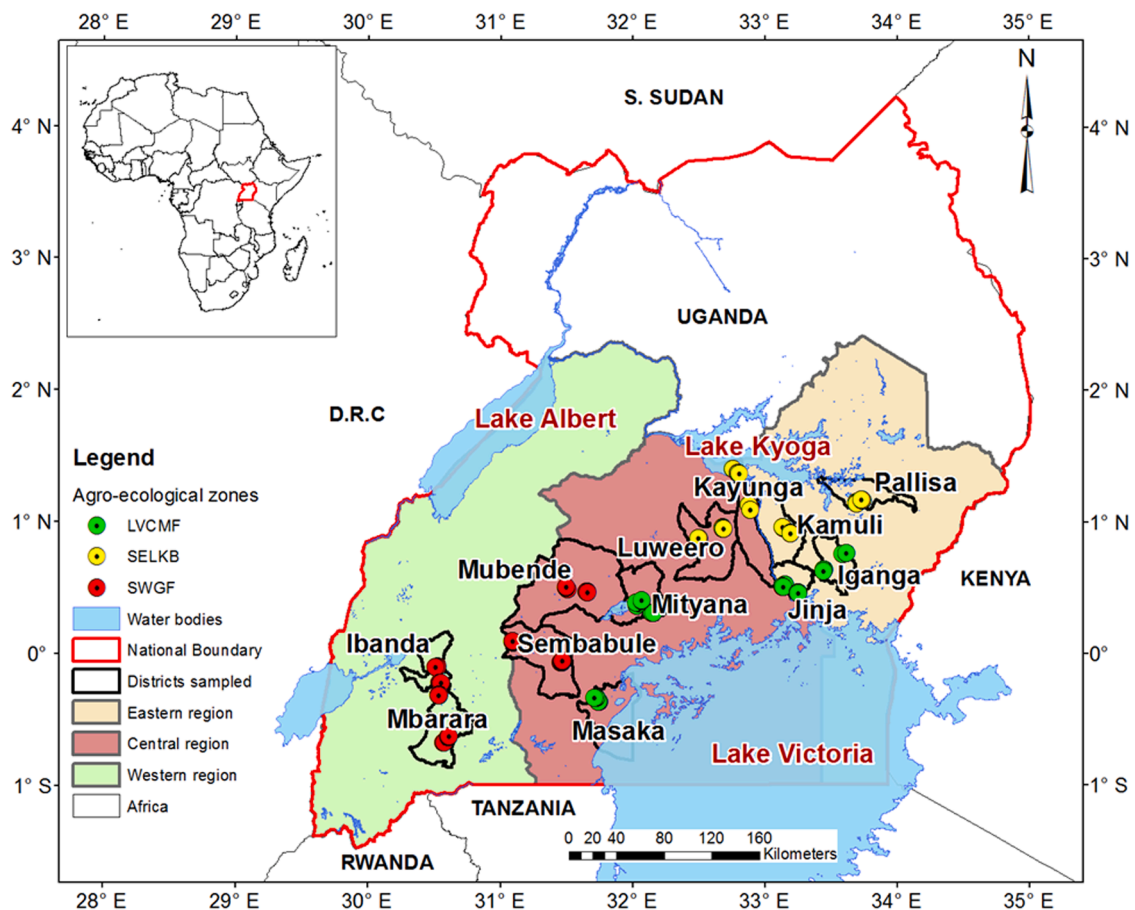 28° E 29° E 30° E 31° E 32° E 33° E 34° E 35° E
N
S. SUDAN
4° N 4° N
3° N 3° N
UGANDA
2° N 2° N
D.R.C
Lake Albert
Lake Kyoga
Legend
Agro-ecological zones
LVCMF
SELKB
SWGF
Water bodies
National Boundary
Districts sampled
Eastern region
Central region
Western region
Africa
Kayunga
Pallisa
1° N 1° N
Kamuli
Luweero
Mubende
Iganga
KENYA
Mityana
Jinja
Ibanda
Sembabule
0° 0°
Mbarara
Masaka
Lake Victoria
1° S 1° S
TANZANIA
RWANDA
0 20 40 80 120 160
Kilometers
28° E 29° E 30° E 31° E 32° E 33° E 34° E 35° E